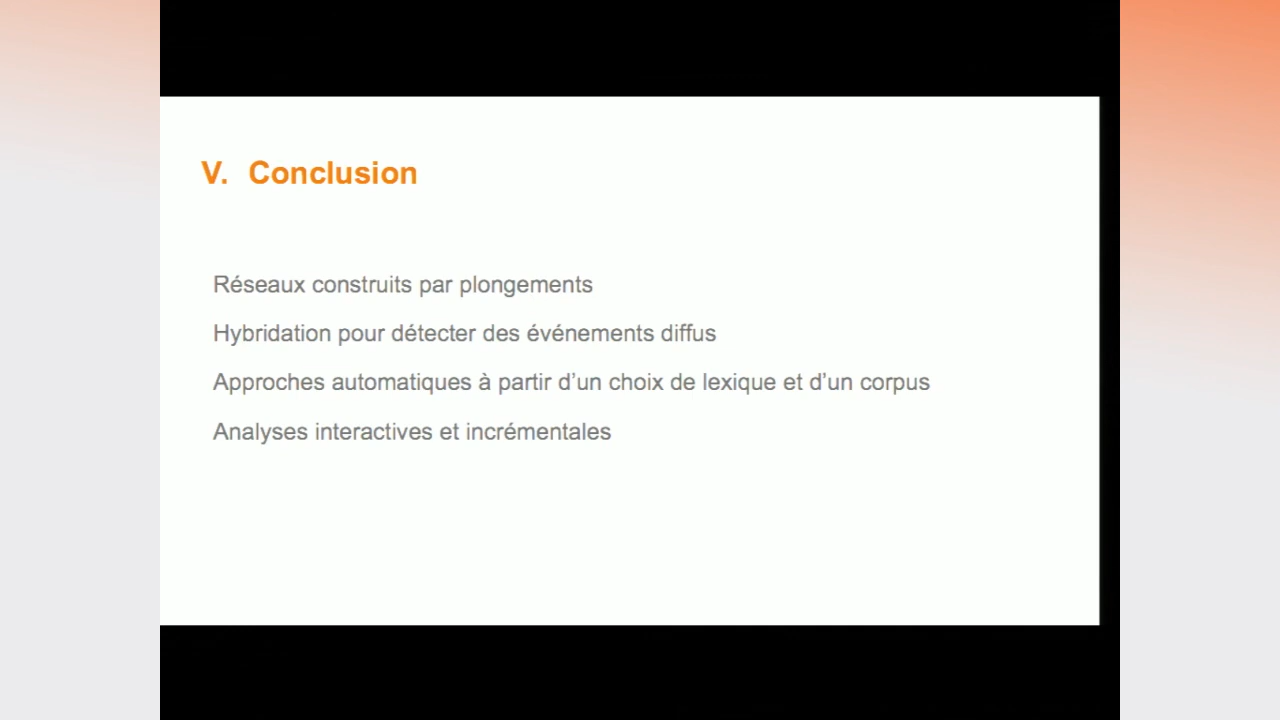 V. Conclusion
Réseaux construits par plongements
Hybridation pour détecter des événements diffus
Approches automatiques à partir d’un choix de lexique et d’un corpus
Analyses interactives et incrémentales